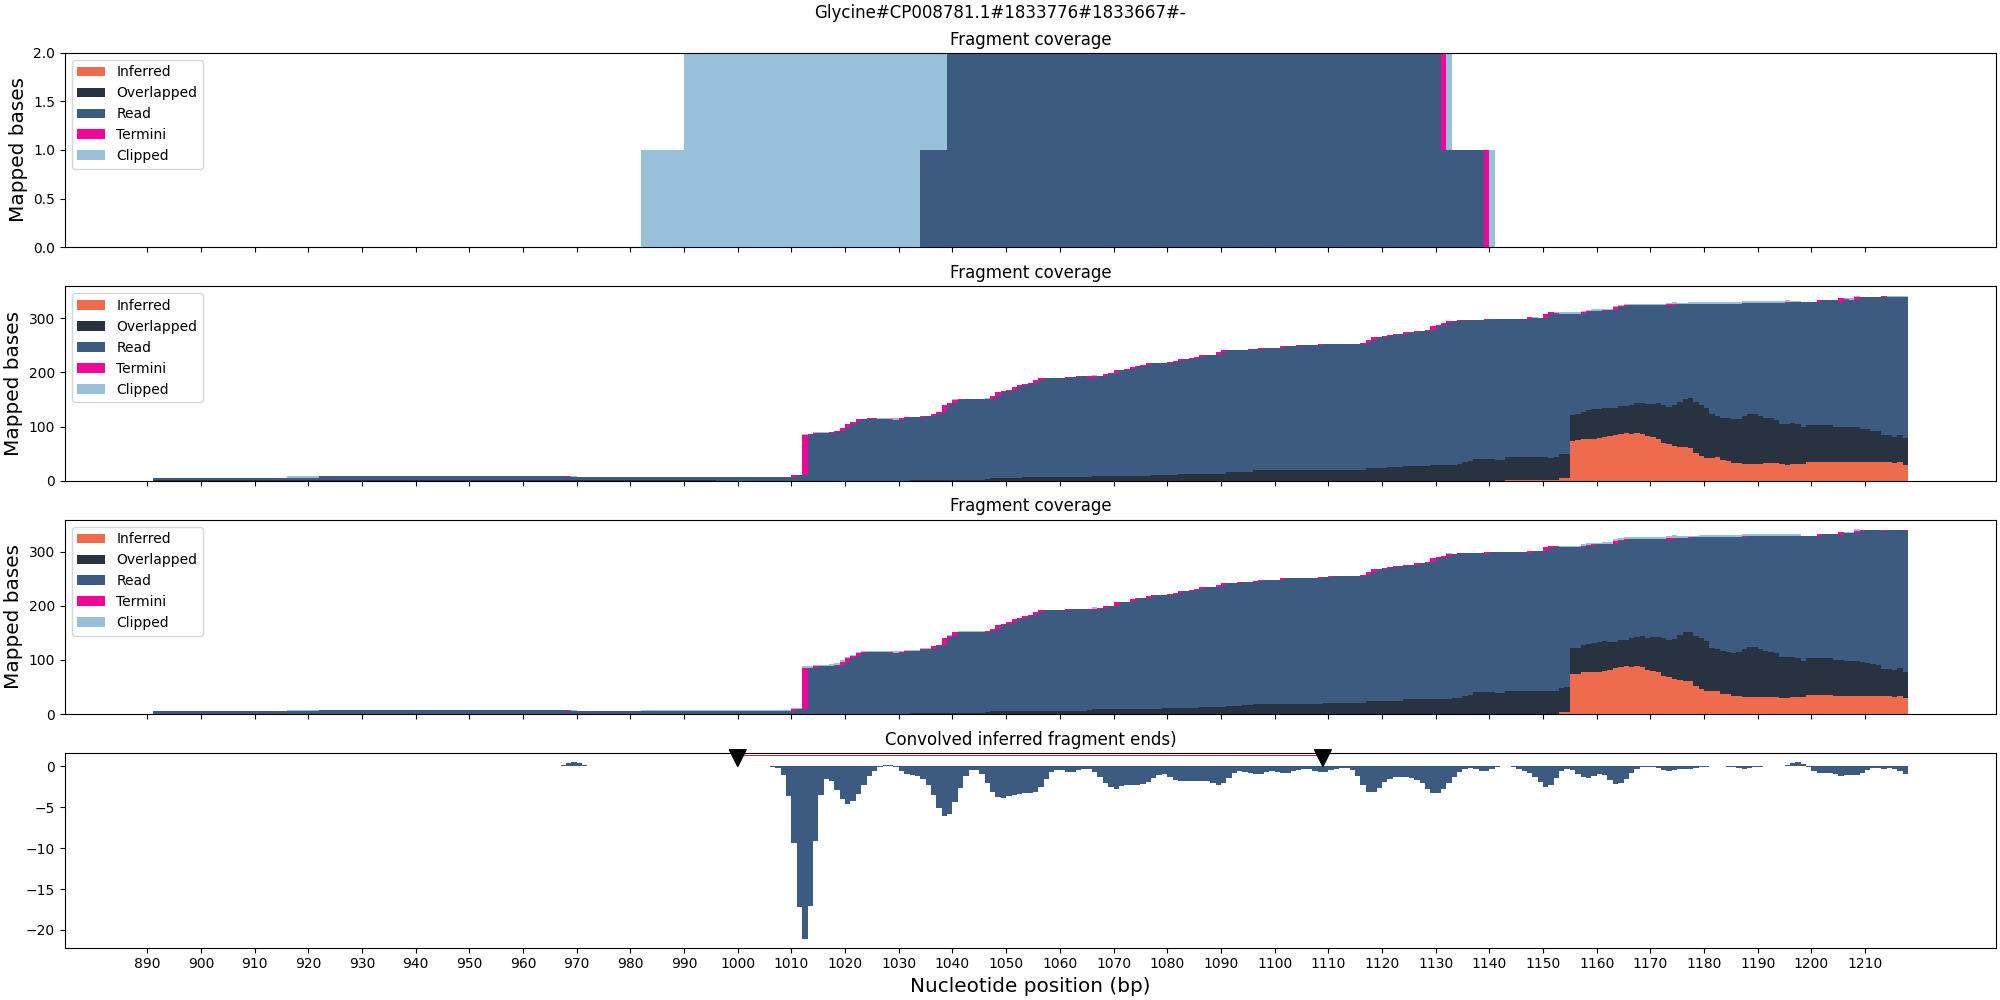 Glycine#CP008781.1#1833776#1833667#-
Fragment coverage
Mapped bases
2.0
1.5
1.0
0.5
0.0
Inferred
Overlapped
Read
Termini
Clipped
Fragment coverage
Mapped bases
300
200
100
0
Inferred
Overlapped
Read
Termini
Clipped
Fragment coverage
Mapped bases
300
200
100
0
Inferred
Overlapped
Read
Termini
Clipped
Convolved inferred fragment ends)
0
−5
−10
−15
−20
890 900 910 920 930 940 950 960 970 980 990 1000 1010 1020 1030 1040 1050 1060 1070 1080 1090 1100 1110 1120 1130 1140 1150 1160 1170 1180 1190 1200 1210
Nucleotide position (bp)